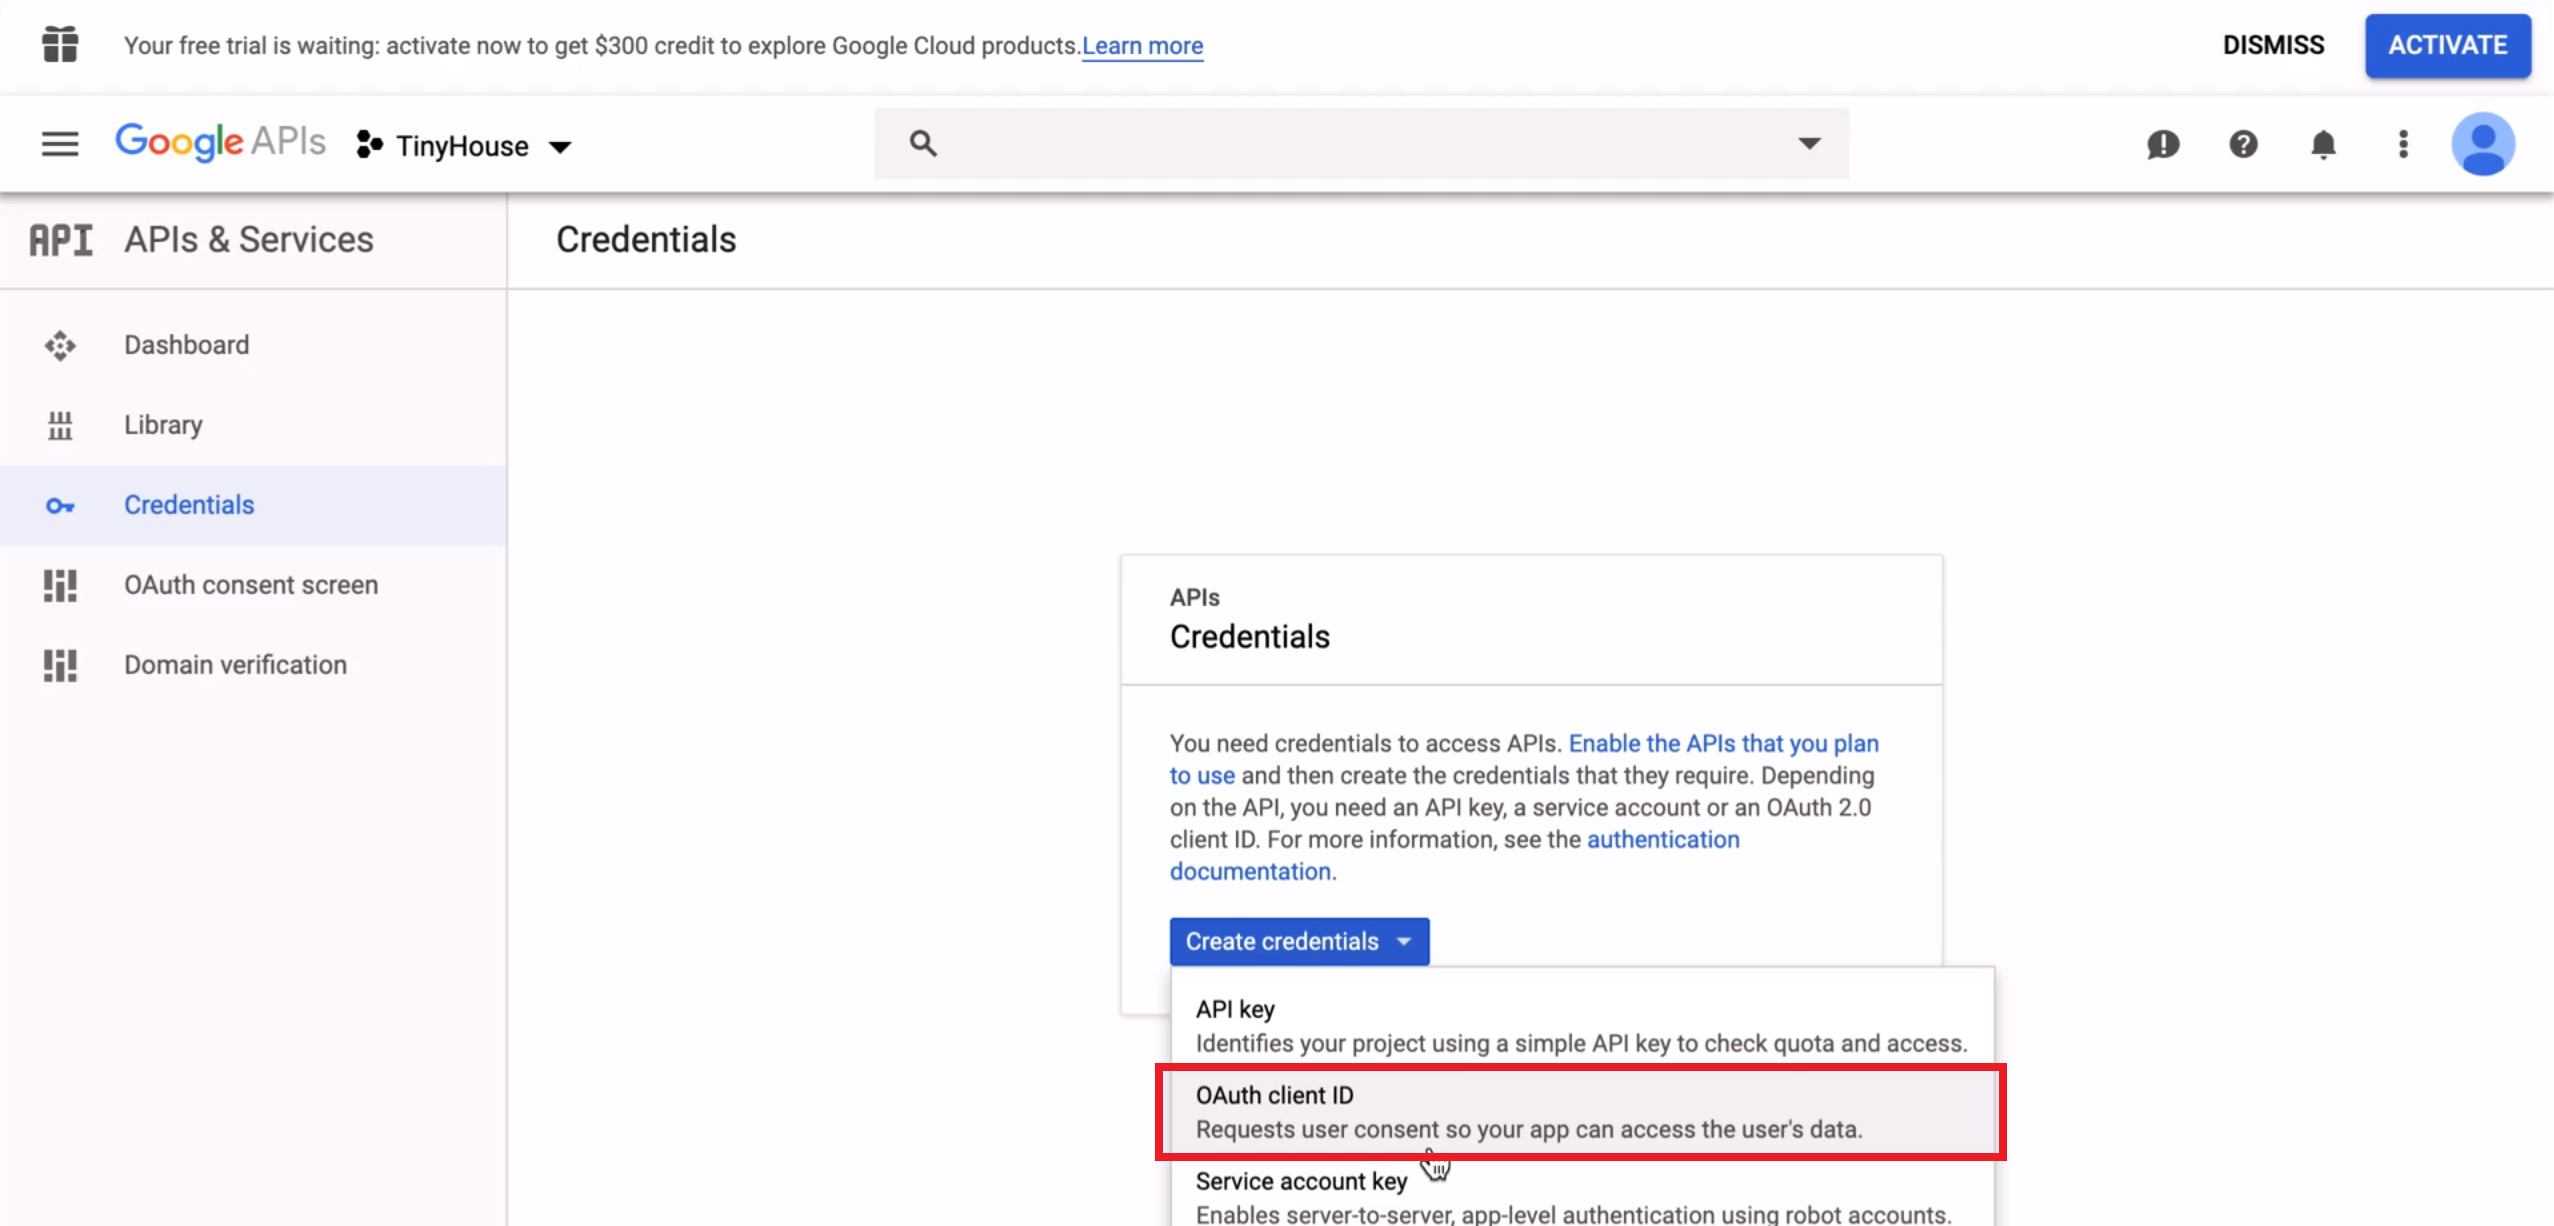 Your free trial is waiting: activate now to get $300 credit to explore Google Cloud products. Learn more
DISMISS
ACTIVATE
Google APIs
TinyHouse
API
APIs & Services
Credentials
Dashboard
Library
Credentials
OAuth consent screen
Domain verification
APIs
Credentials
You need credentials to access APIs. Enable the APIs that you plan
to use and then create the credentials that they require. Depending
on the API, you need an API key, a service account or an OAuth 2.0
client ID. For more information, see the authentication
documentation.
Create credentials
API key
Identifies your project using a simple API key to check quota and access.
OAuth client ID
Requests user consent so your app can access the user's data.
Service account key
Enables server-to-server, app-level authentication using robot accounts.